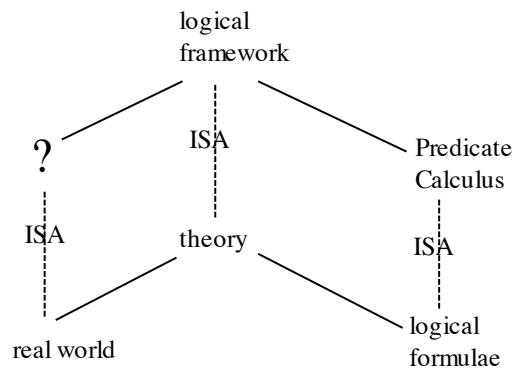 logical
framework
?
ISA
Predicate
Calculus
ISA
theory
ISA
real world
logical
formulae